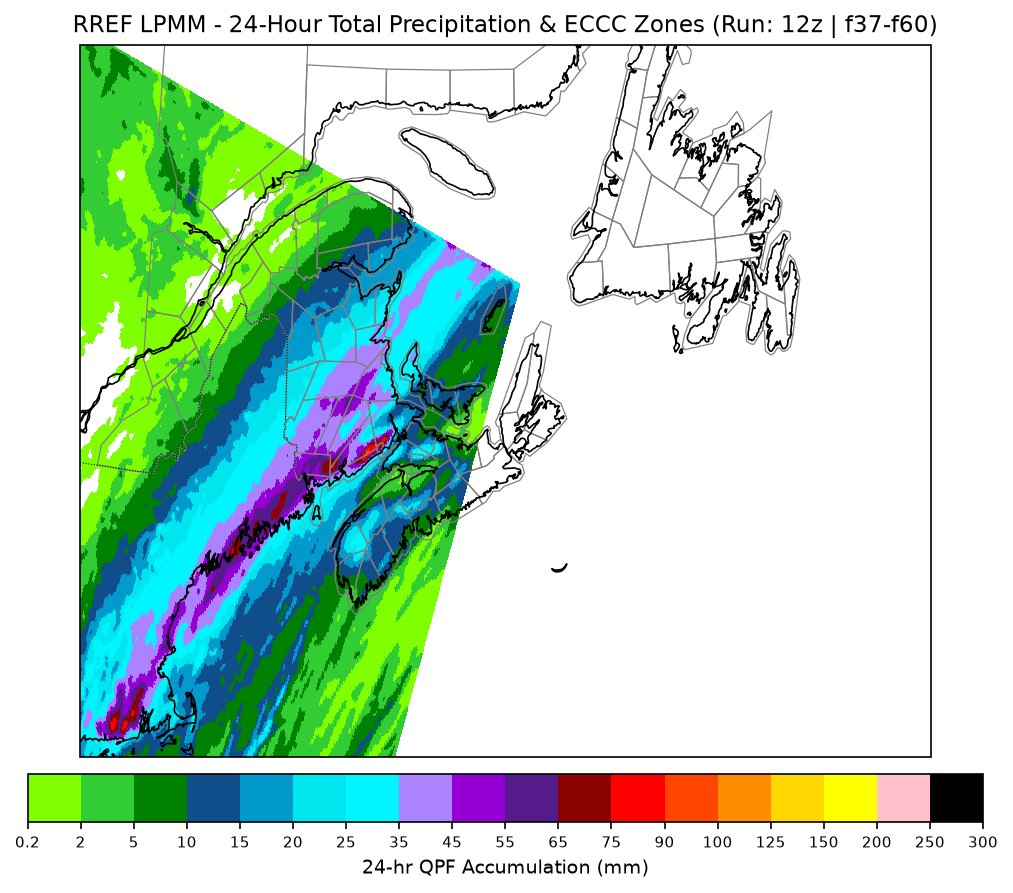 RREF LPMM - 24-Hour Total Precipitation & ECCC Zones (Run: 12z | f37-f60)
0.2 2 5 10 15 20 25 35 45 55 65 75 90 100 125 150 200 250 300
24-hr QPF Accumulation (mm)